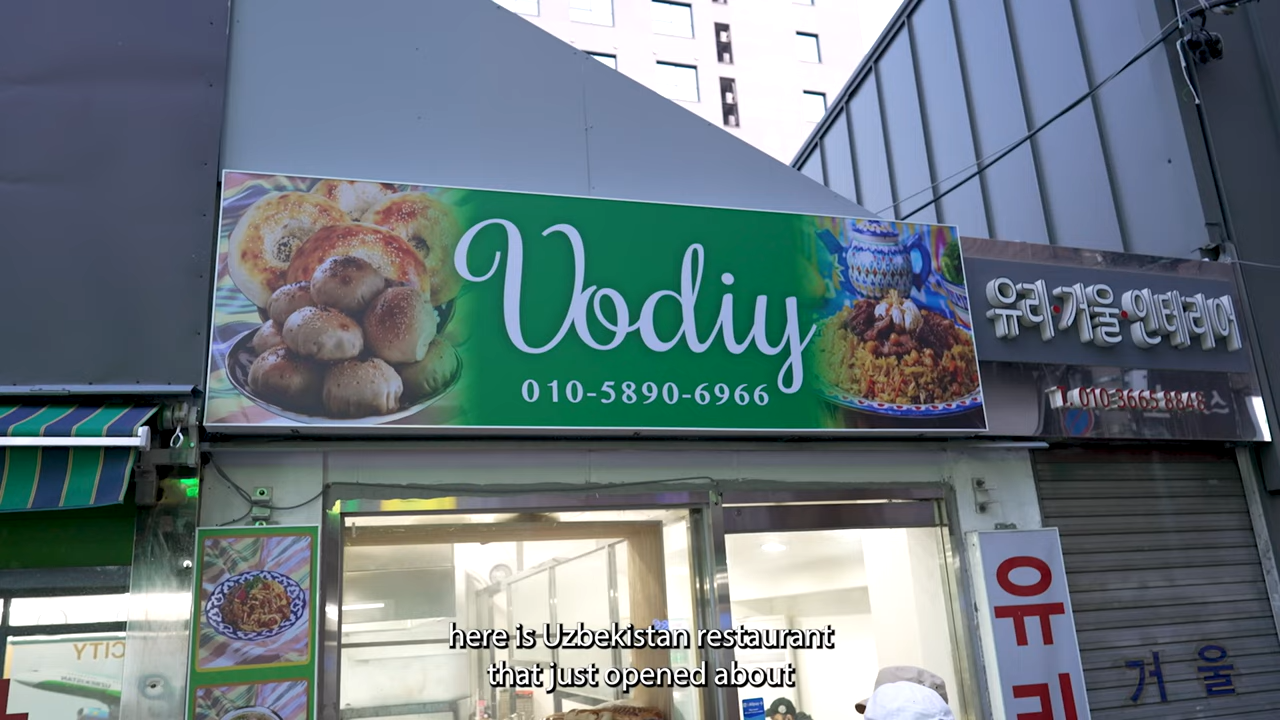 Vodiy
010-5890-6966
유리·거울·인테리어
T. 010-3665-8848
유리
거울
CITY
here is Uzbekistan restaurant
that just opened about